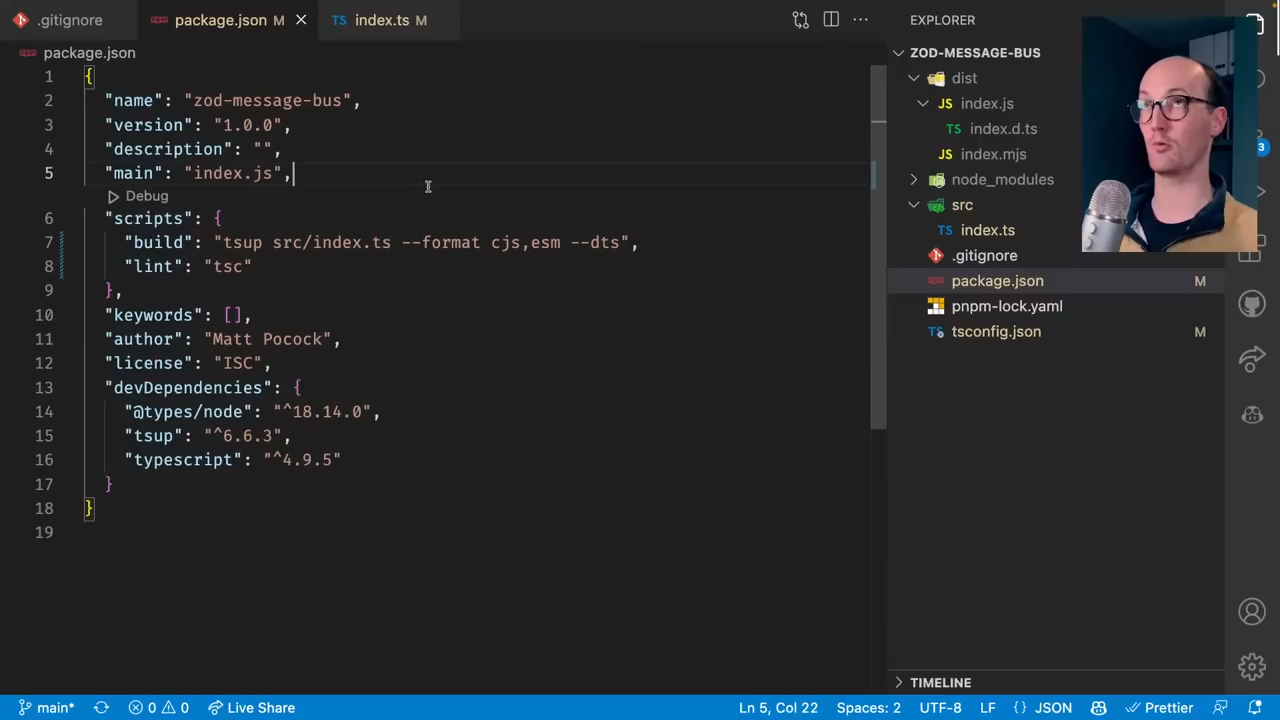 .gitignore
package.json M
TS index.ts M
EXPLORER
package.json
ZOD-MESSAGE-BUS
1 {
2 "name": "zod-message-bus",
3 "version": "1.0.0",
4 "description": "",
5 "main": "index.js",
Debug
6 "scripts": {
7 "build": "tsup src/index.ts --format cjs,esm --dts",
8 "lint": "tsc"
9 },
10 "keywords": [],
11 "author": "Matt Pocock",
12 "license": "ISC",
13 "devDependencies": {
14 "@types/node": "^18.14.0",
15 "tsup": "^6.6.3",
16 "typescript": "^4.9.5"
17 }
18 }
19
dist
JS index.js
TS index.d.ts
JS index.mjs
node_modules
src
TS index.ts
.gitignore
package.json M
pnpm-lock.yaml
TS tsconfig.json M
3
TIMELINE
main*
0 0
Live Share
Ln 5, Col 22
Spaces: 2
UTF-8
LF
{ } JSON
Prettier